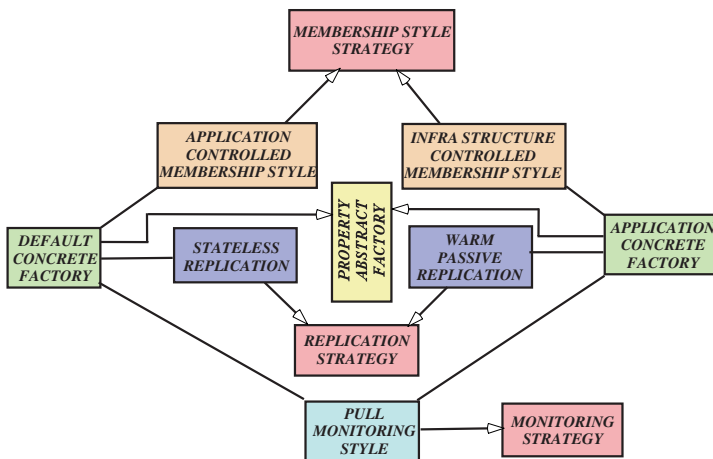 MEMBERSHIP STYLE
STRATEGY
APPLICATION
CONTROLLED
MEMBERSHIP STYLE
INFRA STRUCTURE
CONTROLLED
MEMBERSHIP STYLE
DEFAULT
CONCRETE
FACTORY
STATELESS
REPLICATION
PROPERTY
ABSTRACT
FACTORY
WARM
PASSIVE
REPLICATION
APPLICATION
CONCRETE
FACTORY
REPLICATION
STRATEGY
PULL
MONITORING
STYLE
MONITORING
STRATEGY